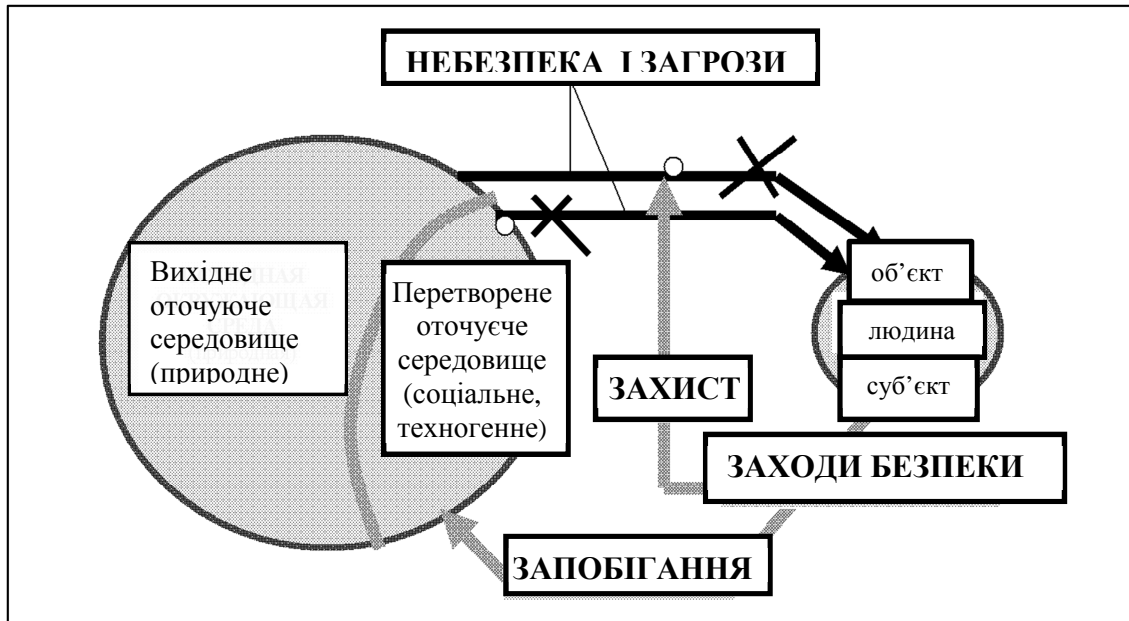 НЕБЕЗПЕКА І ЗАГРОЗИ
Вихідне
оточуюче
середовище
(природне)
Перетворене
оточуєче
середовище
(соціальне,
техногенне)
об’єкт
людина
суб’єкт
ЗАХИСТ
ЗАХОДИ БЕЗПЕКИ
ЗАПОБІГАННЯ